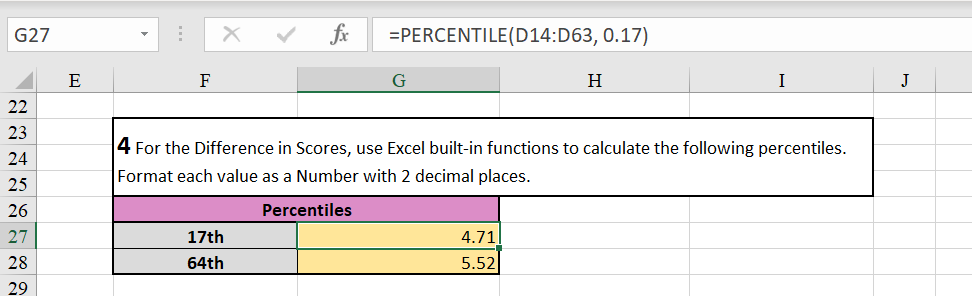 G27 fx =PERCENTILE(D14:D63, 0.17)
E F G H I J
22
23
4 For the Difference in Scores, use Excel built-in functions to calculate the following percentiles.
24
Format each value as a Number with 2 decimal places.
25
26 Percentiles
27 17th 4.71
28 64th 5.52
29